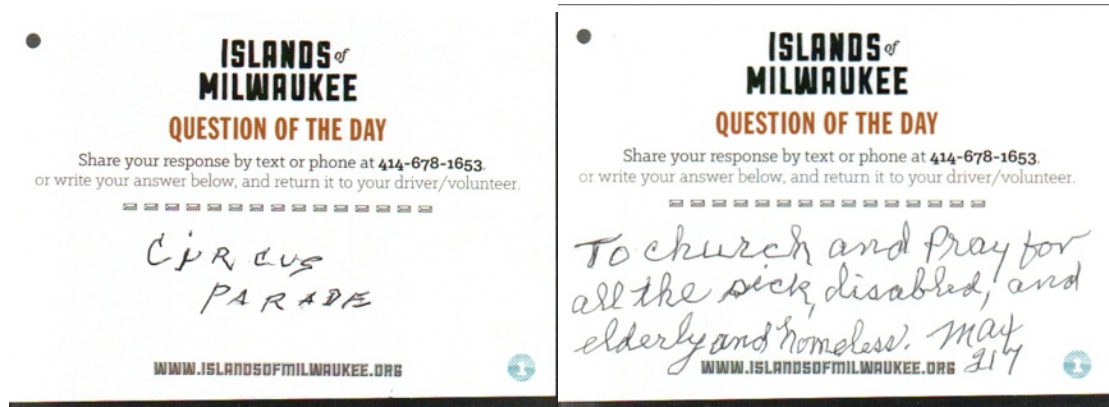 ISLANDS of
MILWAUKEE
QUESTION OF THE DAY
Share your response by text or phone at 414-678-1653.
or write your answer below, and return it to your driver/volunteer.
CIRCUS
PARADE
WWW.ISLANDSOFMILWAUKEE.ORG
1
ISLANDS of
MILWAUKEE
QUESTION OF THE DAY
Share your response by text or phone at 414-678-1653.
or write your answer below, and return it to your driver/volunteer.
To church and Pray for
all the sick, disabled, and
elderly and homeless. May
WWW.ISLANDSOFMILWAUKEE.ORG 217
1